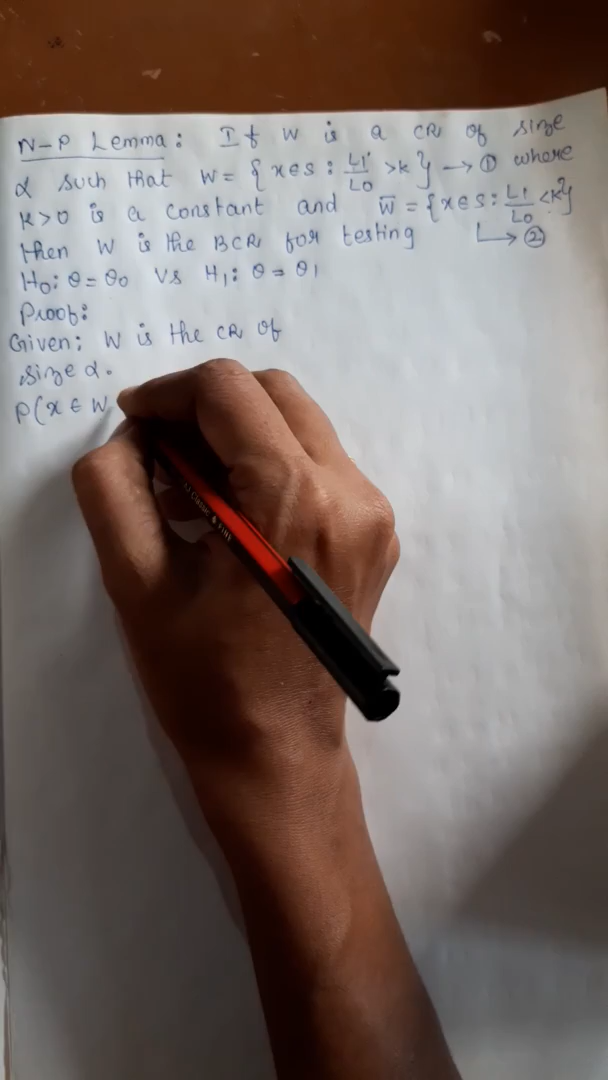 N-P Lemma: If W is a CR of size
α such that W = { x∈S : L1/L0 >k } → ① where
k>0 is a constant and W̅ = {x∈S : L1/L0 <k}
then W is the BCR for testing ↳ ②
H0: θ = θ0 VS H1: θ = θ1
Proof:
Given: W is the CR of
size α.
P(x ∈ W